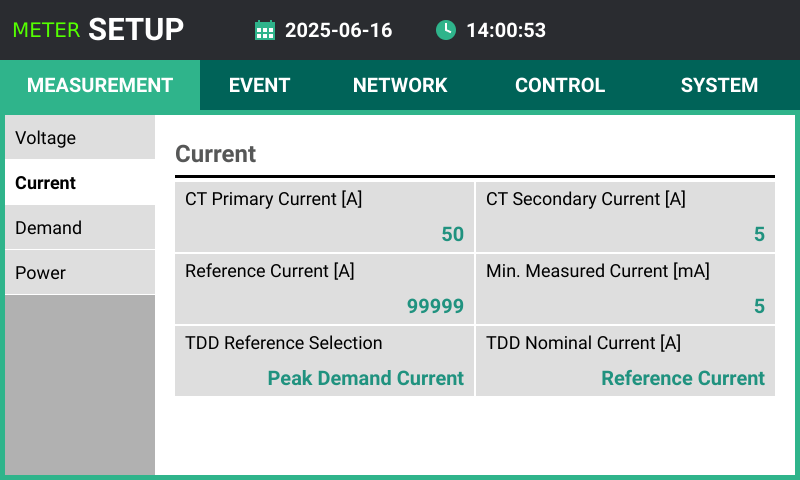 METER SETUP 2025-06-16 14:00:53
MEASUREMENT EVENT NETWORK CONTROL SYSTEM
Voltage
Current
Demand
Power
Current
CT Primary Current [A] CT Secondary Current [A]
50 5
Reference Current [A] Min. Measured Current [mA]
99999 5
TDD Reference Selection TDD Nominal Current [A]
Peak Demand Current Reference Current